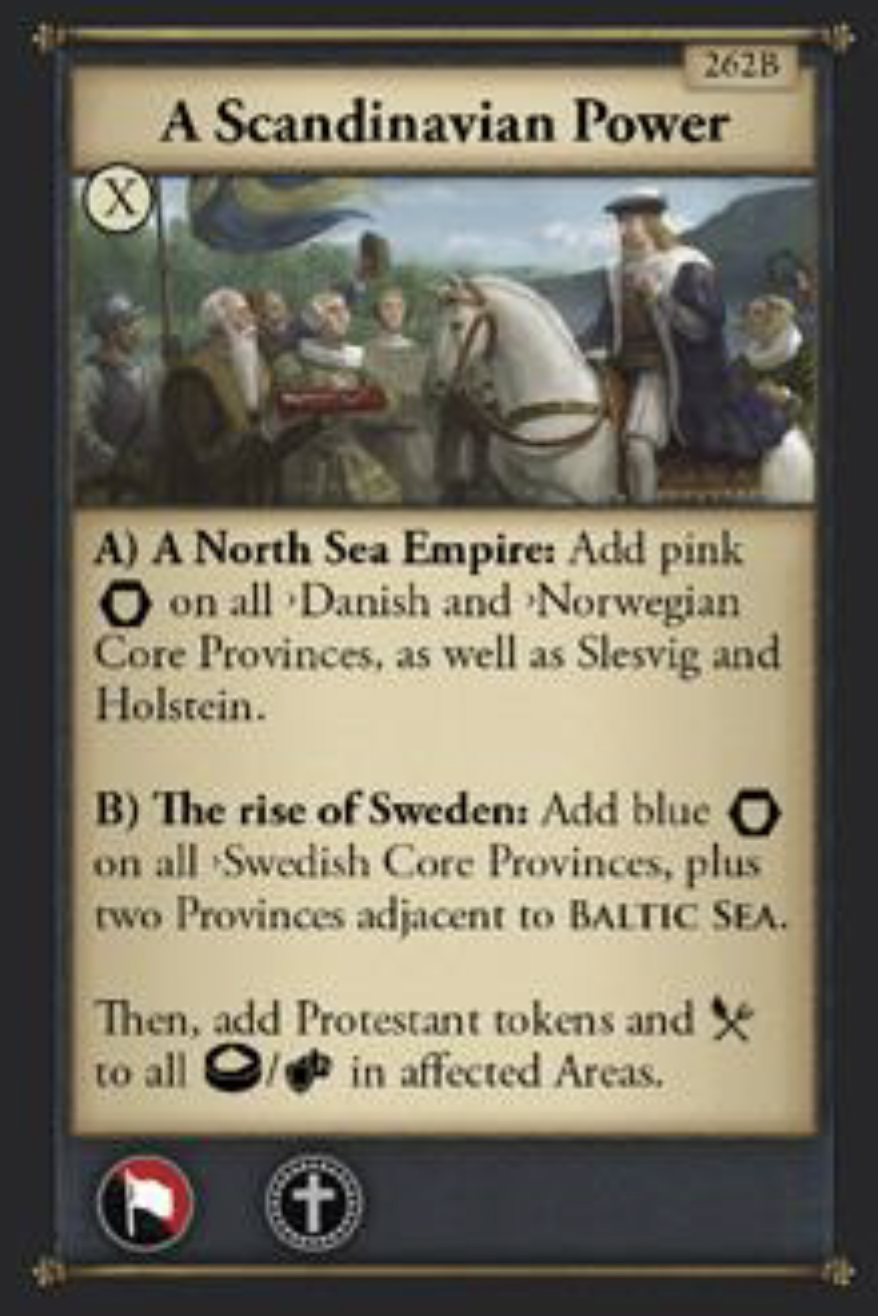 262B
A Scandinavian Power
X
A) A North Sea Empire: Add pink
on all ›Danish and ›Norwegian
Core Provinces, as well as Slesvig and
Holstein.
B) The rise of Sweden: Add blue
on all ›Swedish Core Provinces, plus
two Provinces adjacent to BALTIC SEA.
Then, add Protestant tokens and
to all / in affected Areas.